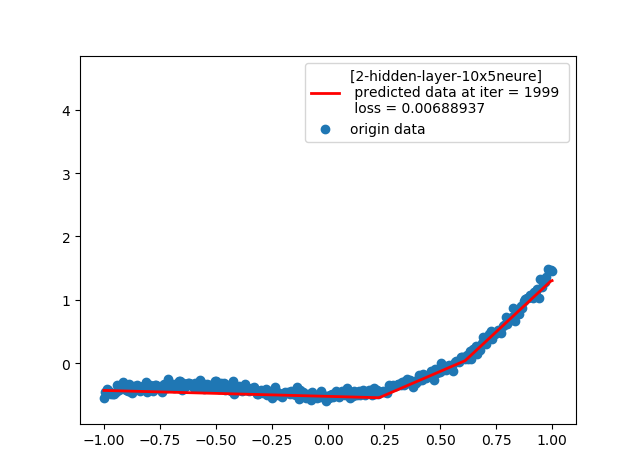 [2-hidden-layer-10x5neure]
predicted data at iter = 1999
loss = 0.00688937
origin data
4
3
2
1
0
−1.00 −0.75 −0.50 −0.25 0.00 0.25 0.50 0.75 1.00